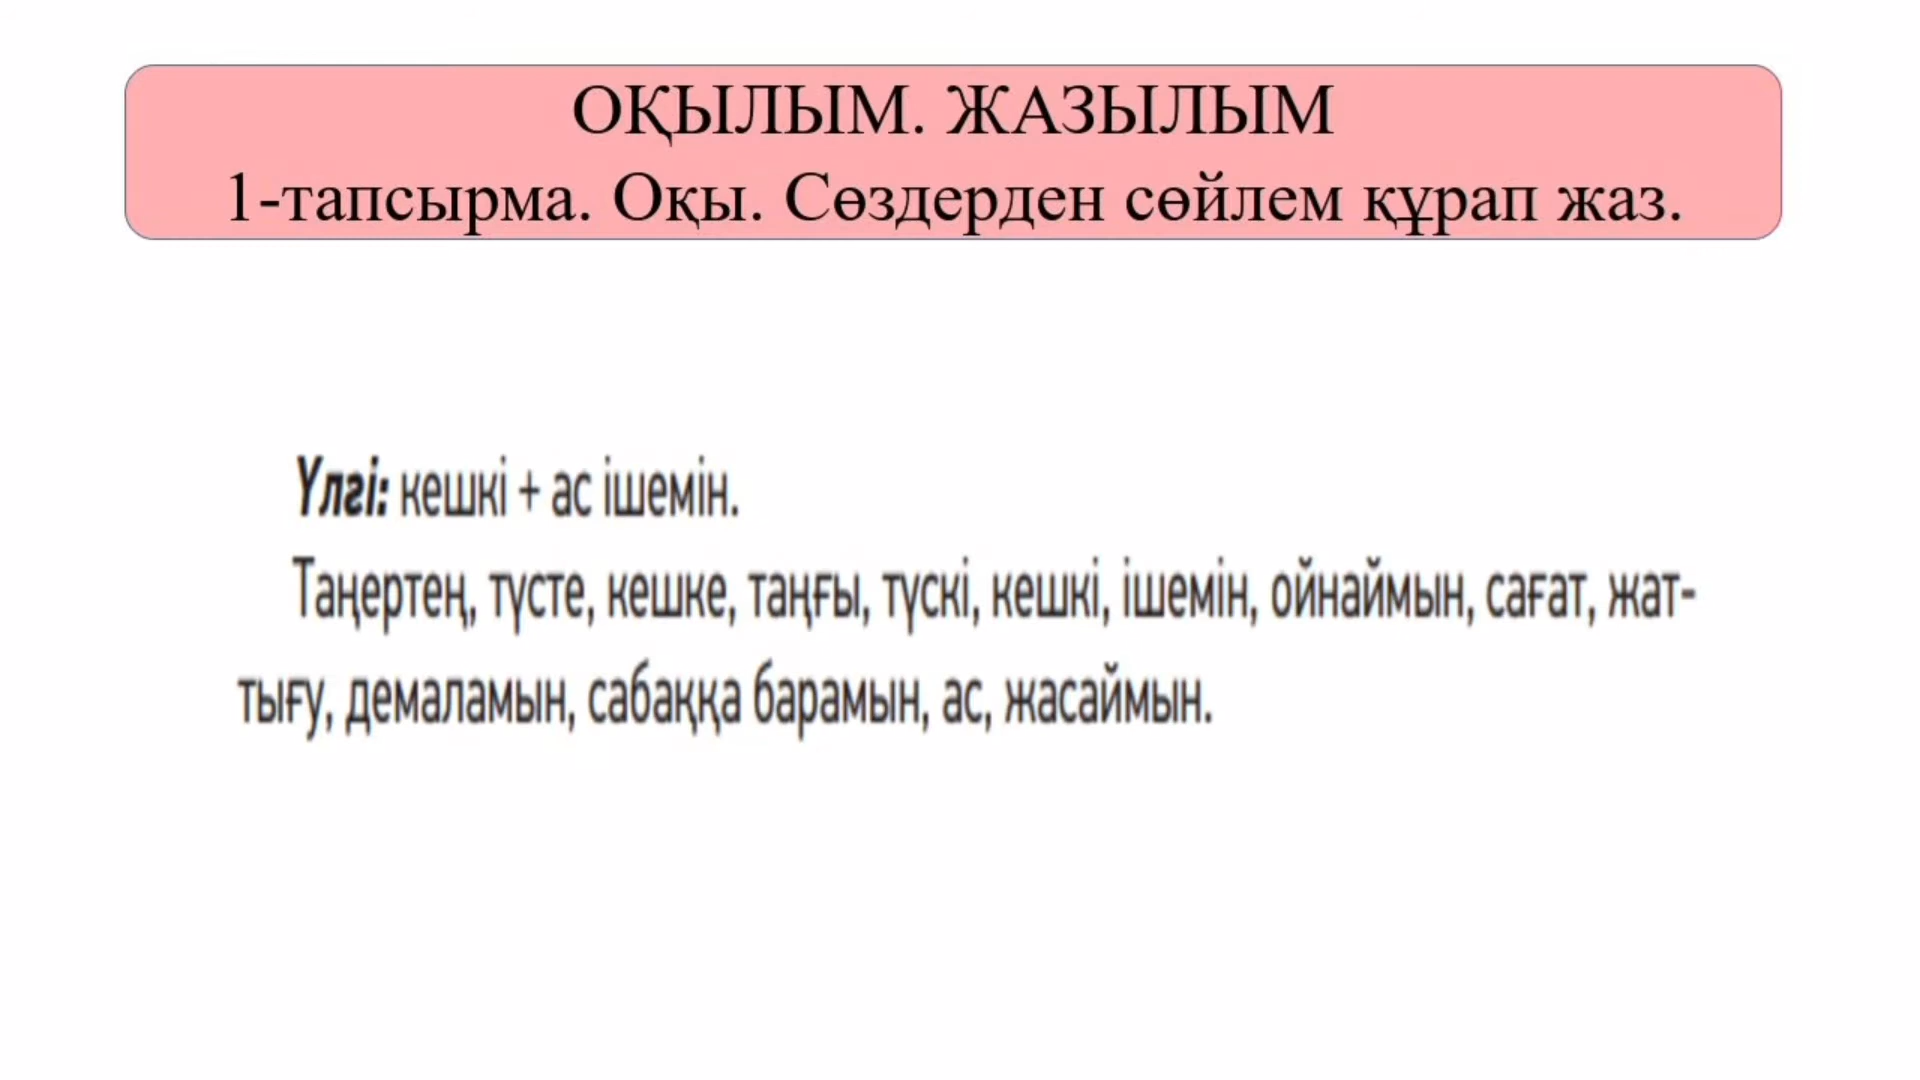 ОҚЫЛЫМ. ЖАЗЫЛЫМ
1-тапсырма. Оқы. Сөздерден сөйлем құрап жаз.
Үлгі: кешкі + ас ішемін.
Таңертең, түсте, кешке, таңғы, түскі, кешкі, ішемін, ойнаймын, сағат, жат-
тығу, демаламын, сабаққа барамын, ас, жасаймын.